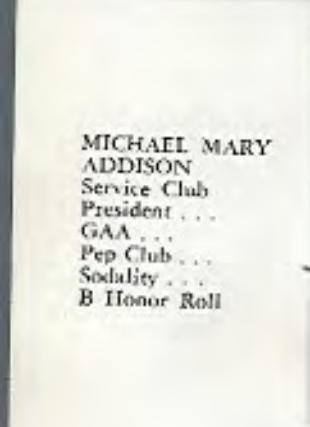 MICHAEL MARY
ADDISON
Service Club
President . . .
GAA . . .
Pep Club . . .
Sodality . . .
B Honor Roll